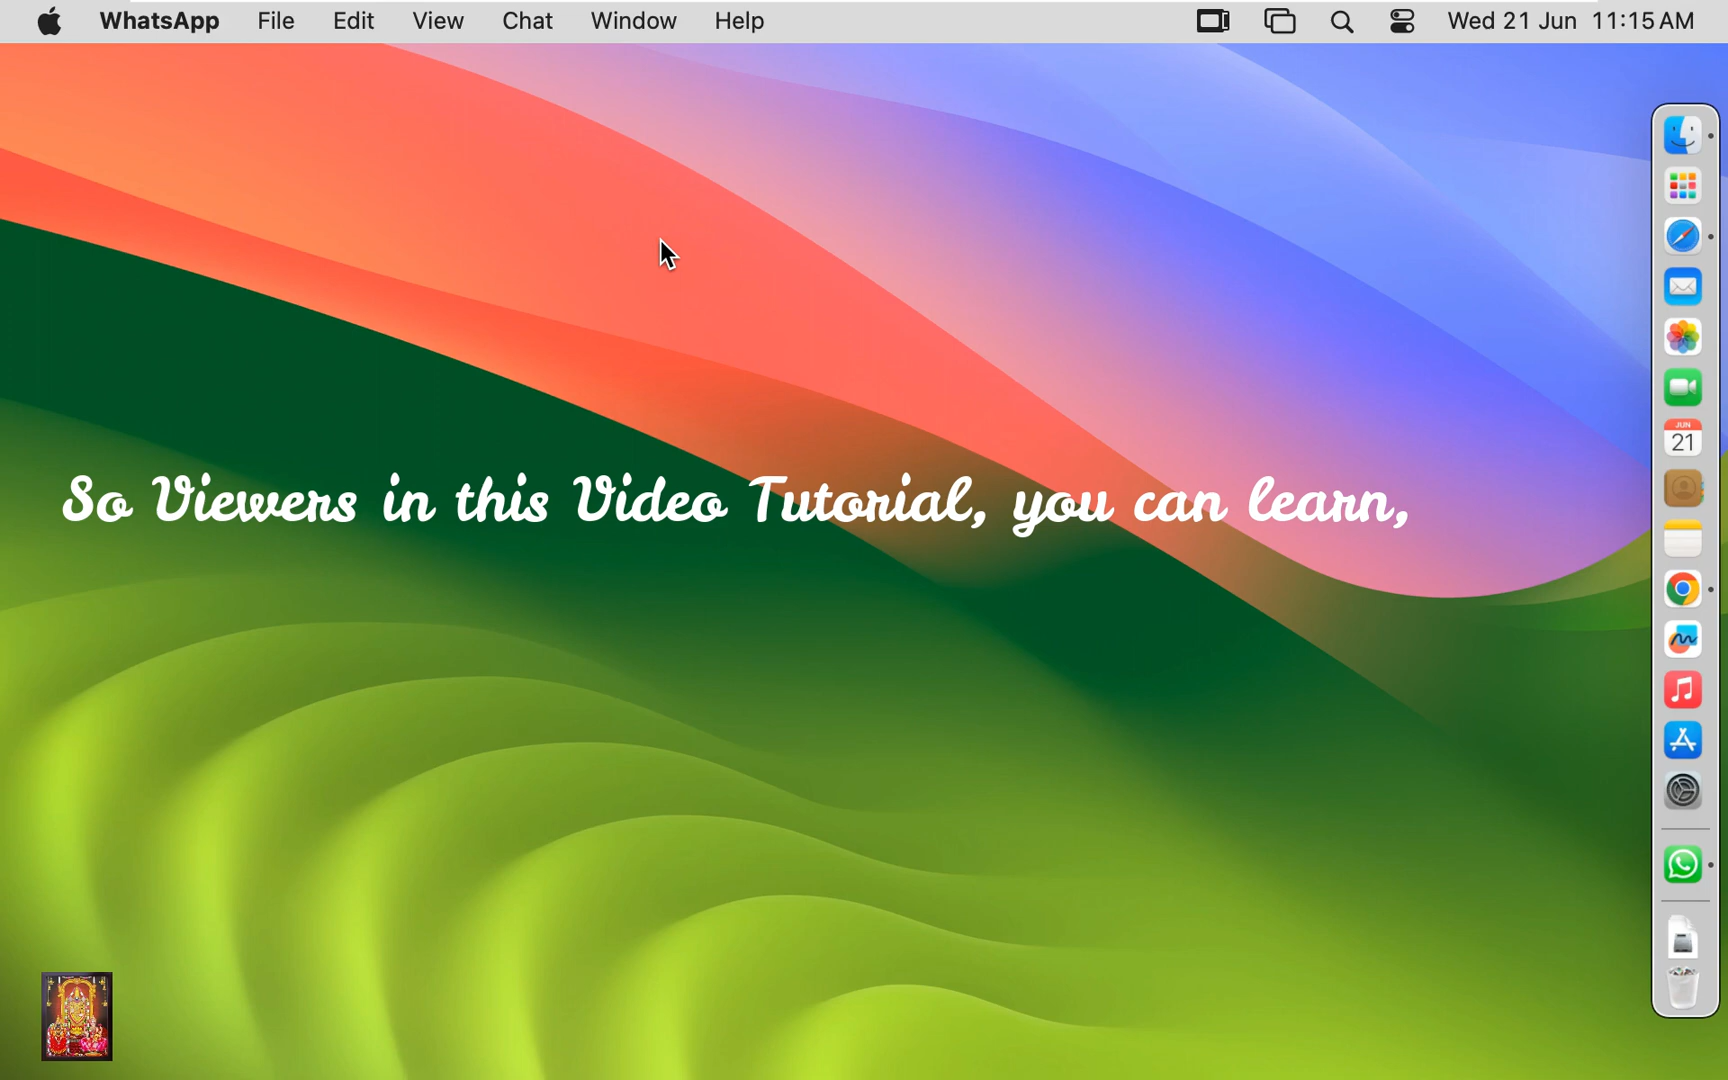 WhatsApp File Edit View Chat Window Help Wed 21 Jun 11:15 AM
JUN
21
So Viewers in this Video Tutorial, you can learn,